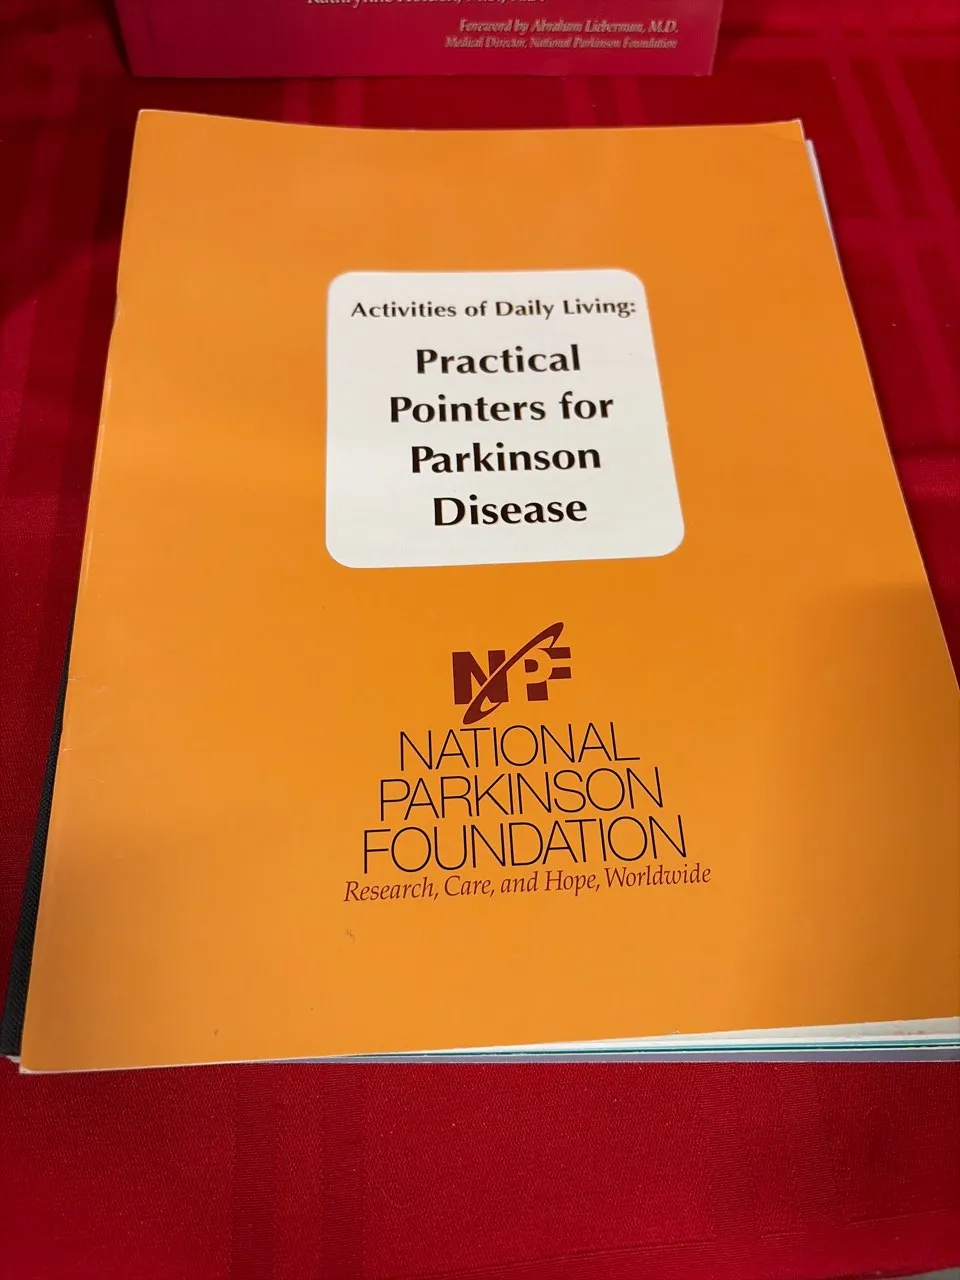 Foreword by Abraham Lieberman, M.D.
Medical Director, National Parkinson Foundation
Activities of Daily Living:
Practical
Pointers for
Parkinson
Disease
NPF
NATIONAL
PARKINSON
FOUNDATION
Research, Care, and Hope, Worldwide